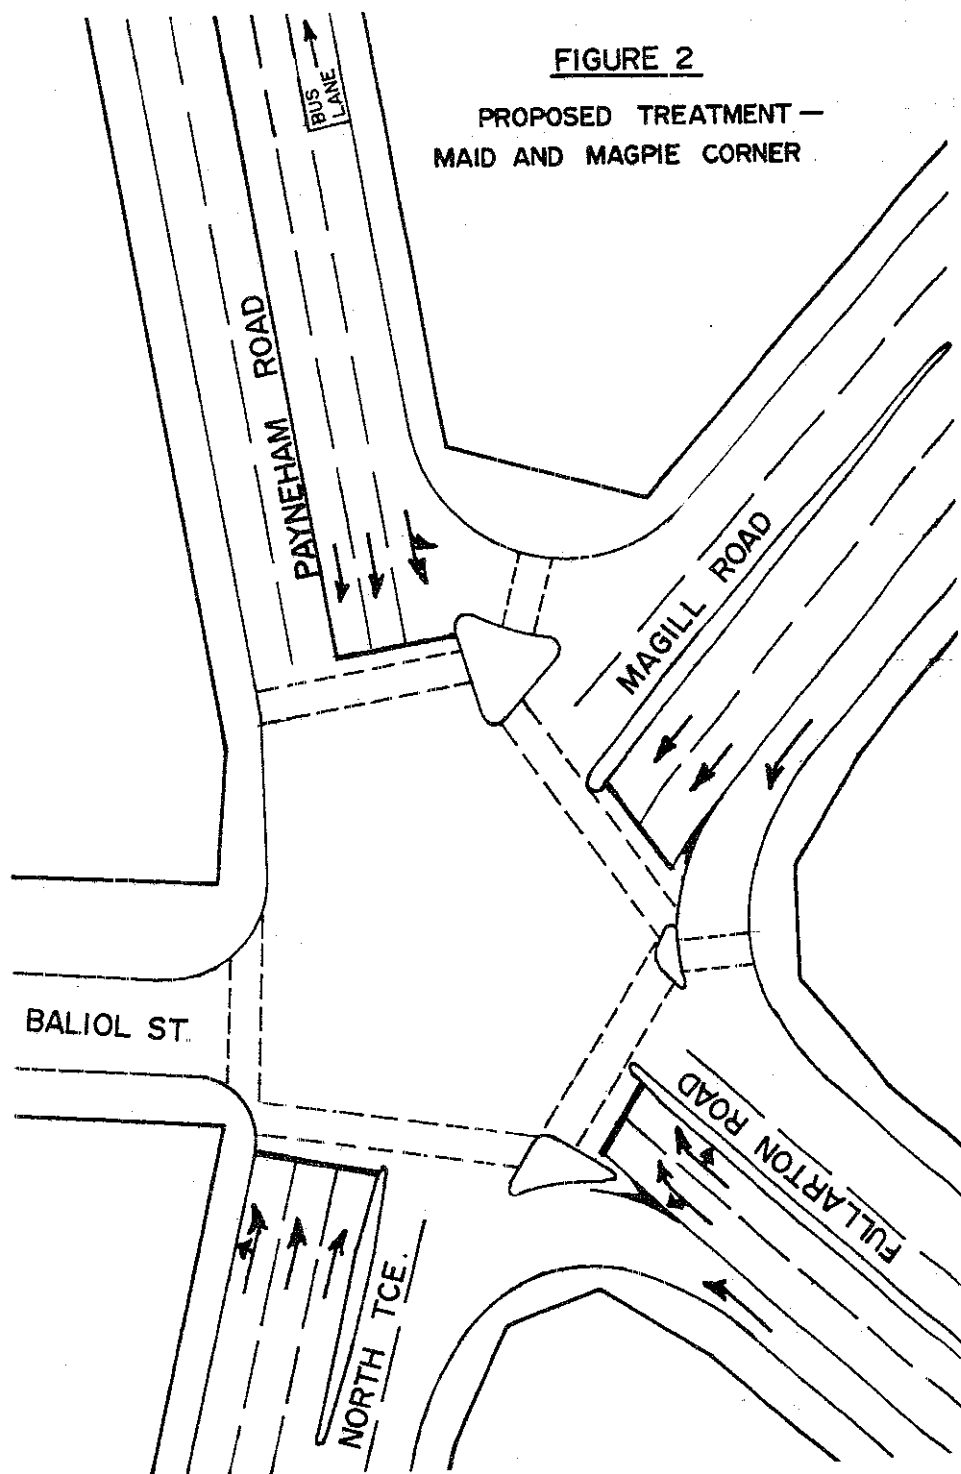 FIGURE 2
PROPOSED TREATMENT —
MAID AND MAGPIE CORNER
BUS
LANE
PAYNEHAM ROAD
MAGILL ROAD
BALIOL ST.
FULLARTON ROAD
NORTH TCE.